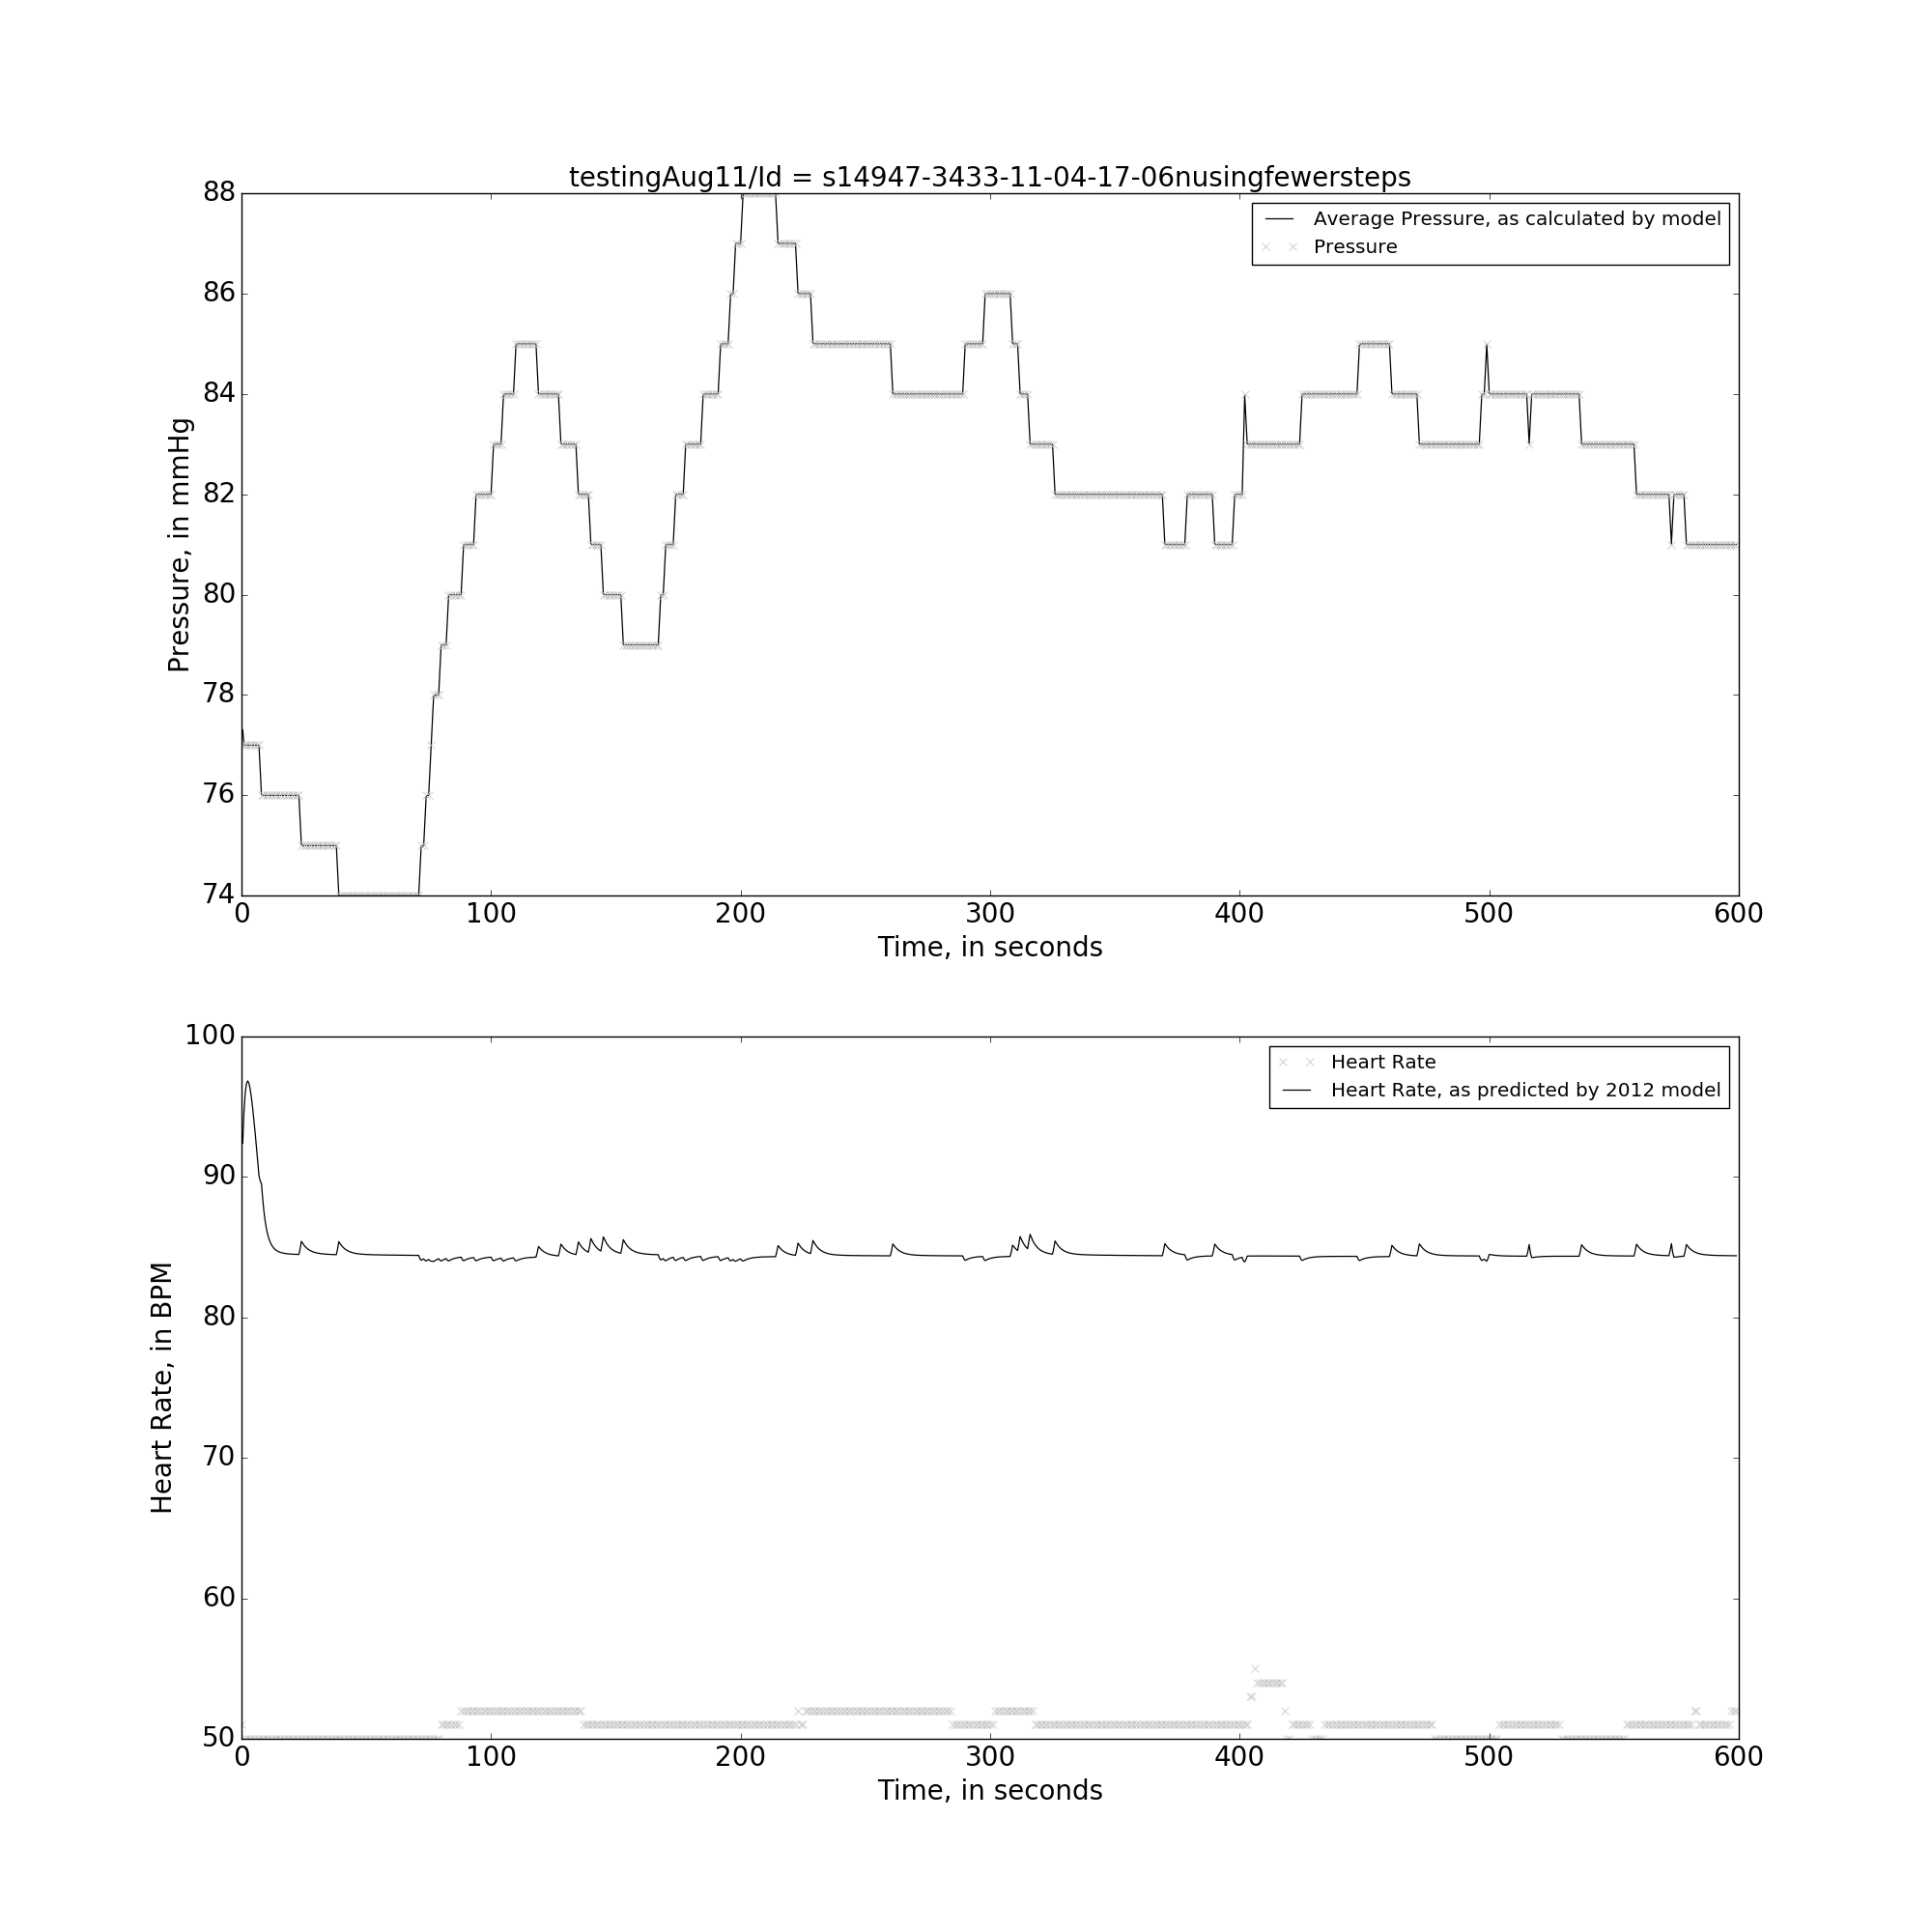 testingAug11/Id = s14947-3433-11-04-17-06nusingfewersteps
88
86
84
82
80
78
76
74
Pressure, in mmHg
Average Pressure, as calculated by model
Pressure
0 100 200 300 400 500 600
Time, in seconds
100
90
80
70
60
50
Heart Rate, in BPM
Heart Rate
Heart Rate, as predicted by 2012 model
0 100 200 300 400 500 600
Time, in seconds